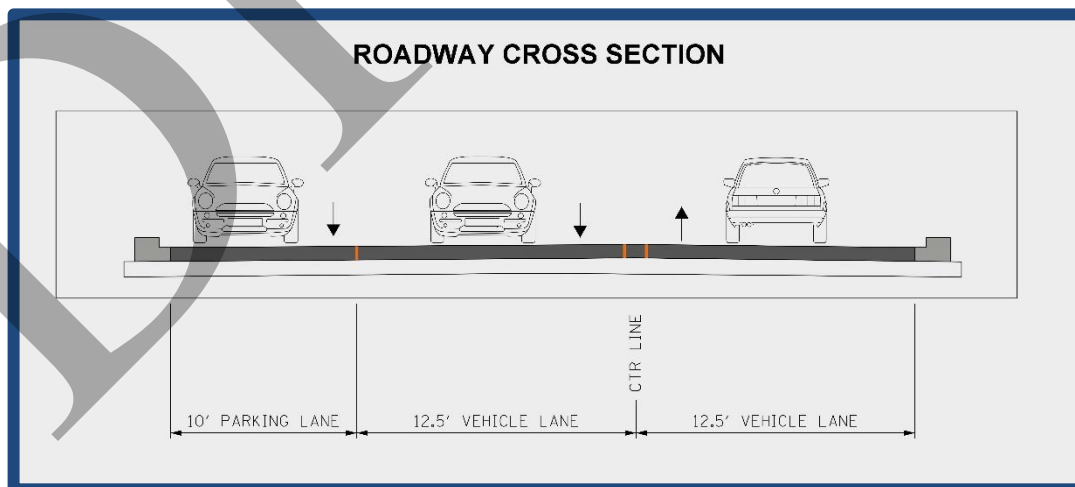 ROADWAY CROSS SECTION
CTR LINE
10' PARKING LANE
12.5' VEHICLE LANE
12.5' VEHICLE LANE